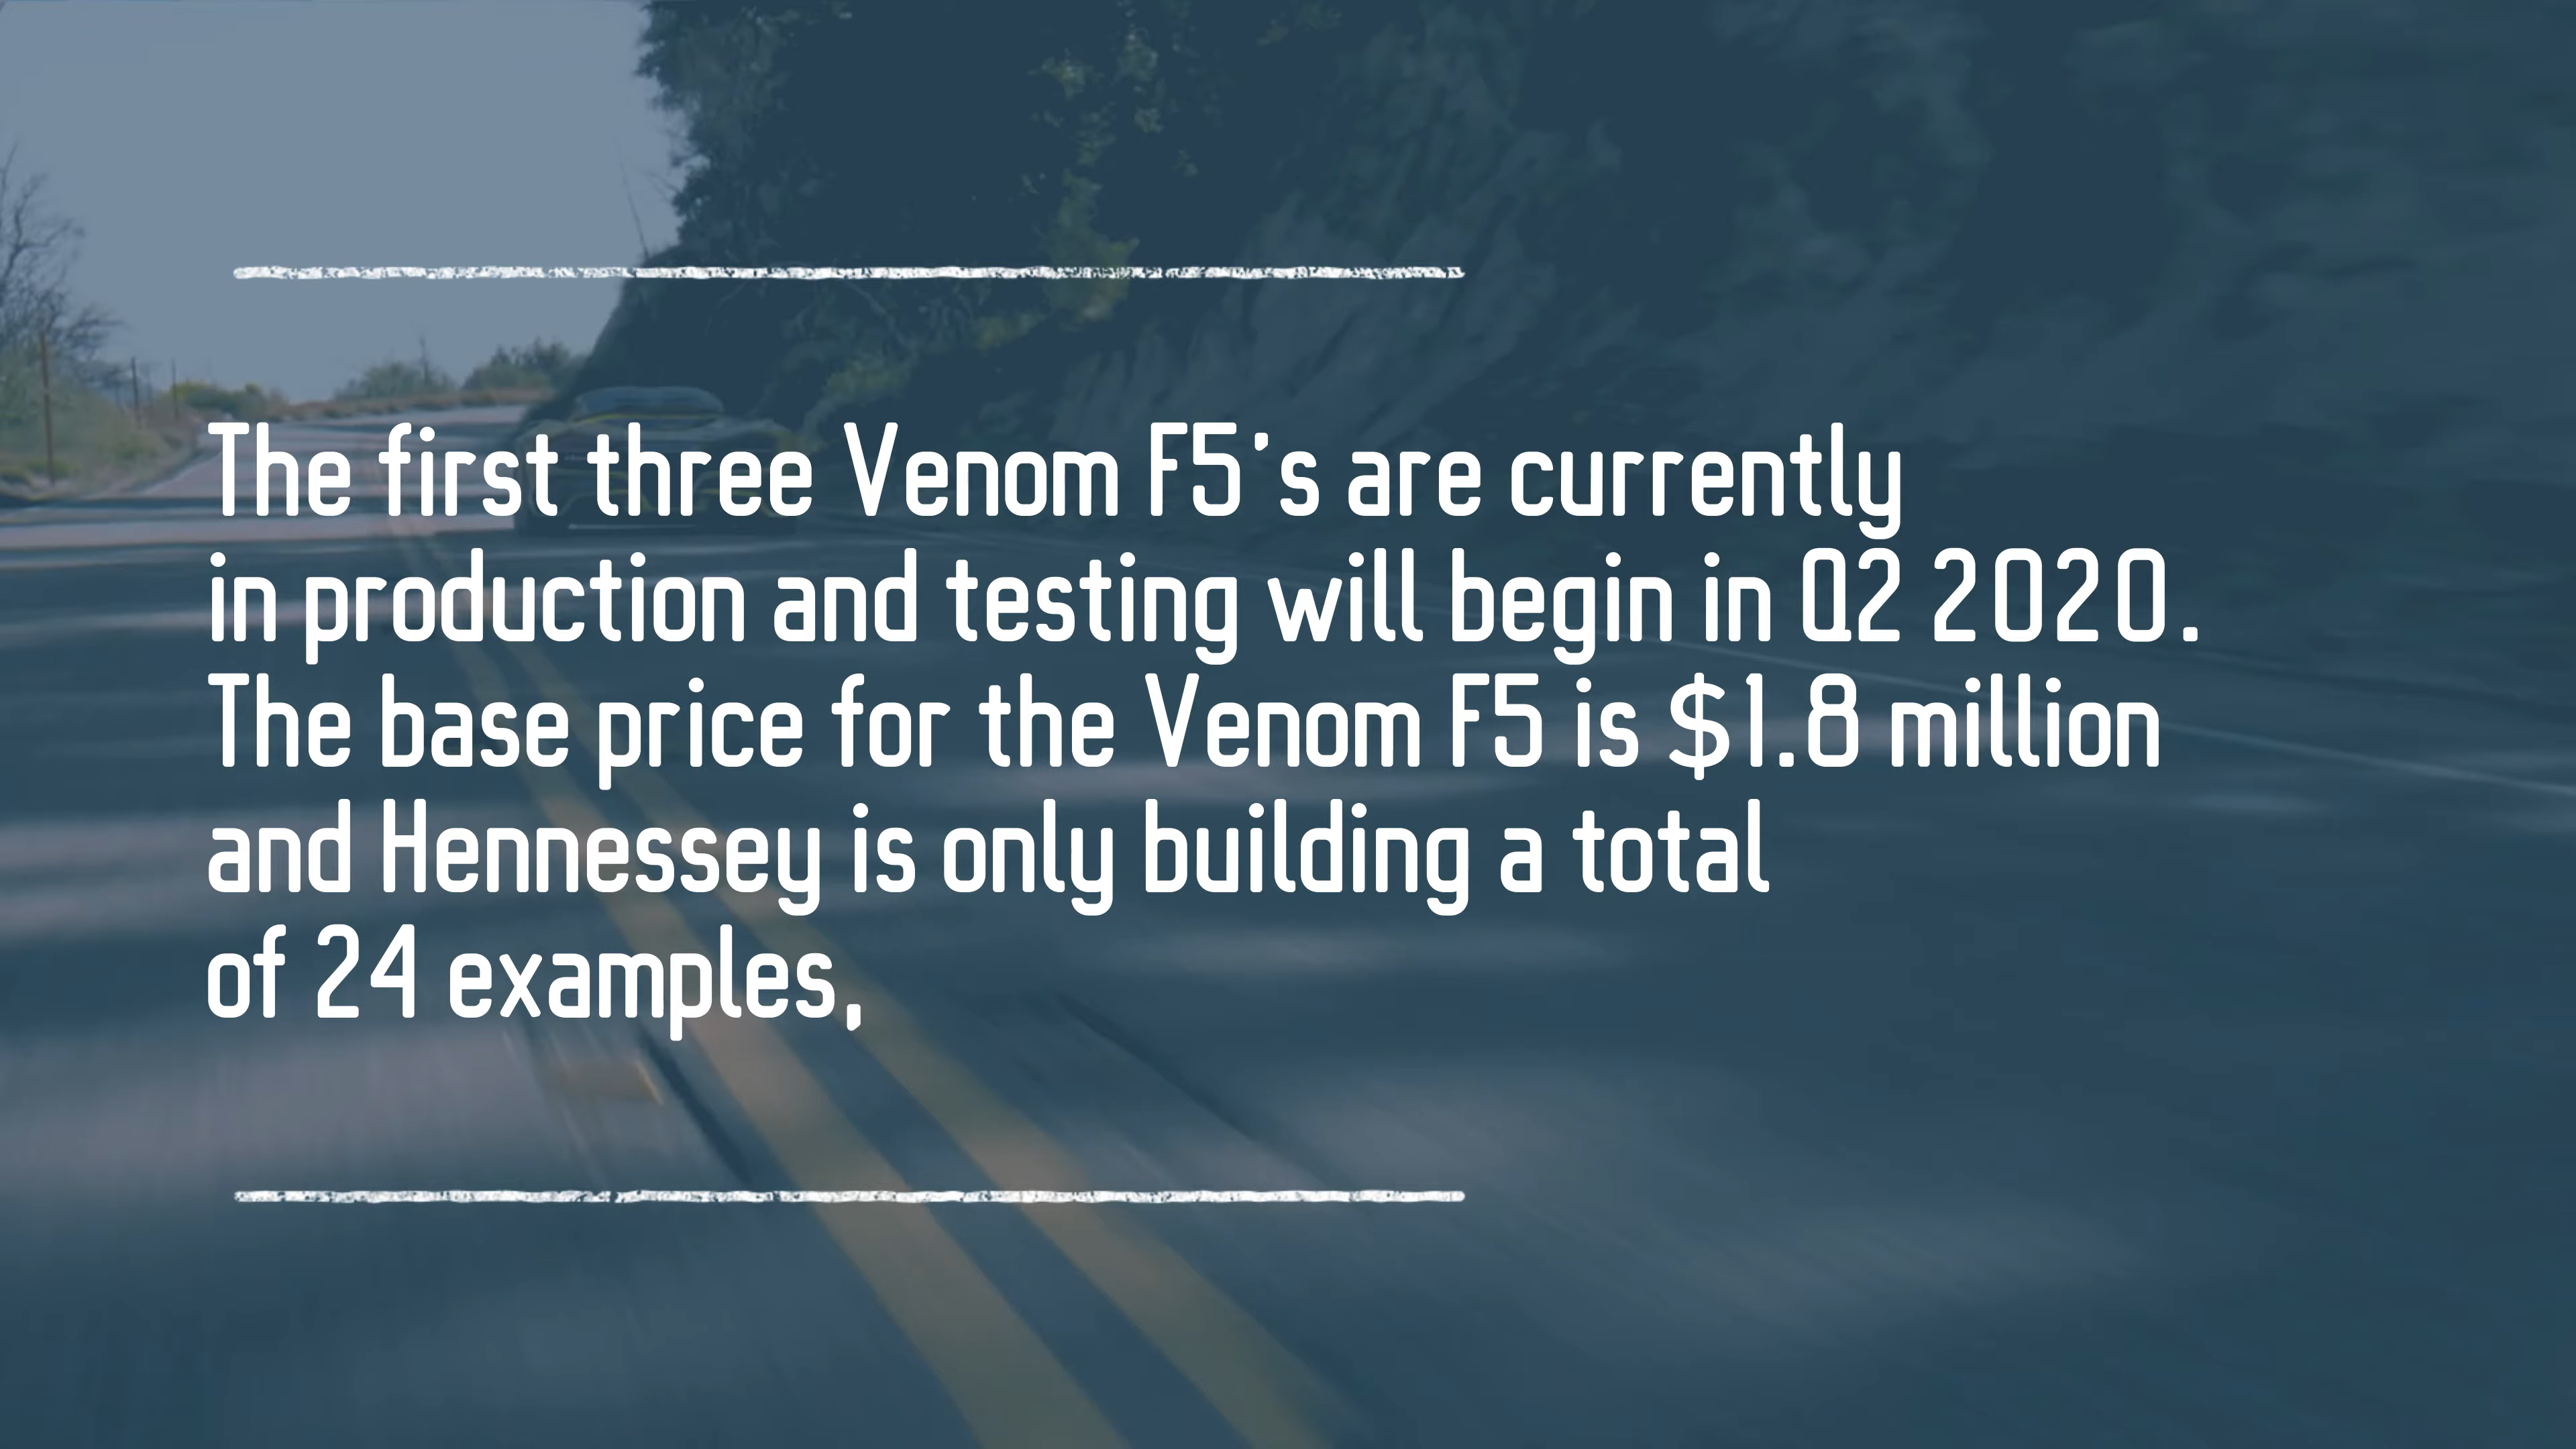 The first three Venom F5's are currently
in production and testing will begin in Q2 2020.
The base price for the Venom F5 is $1.8 million
and Hennessey is only building a total
of 24 examples,